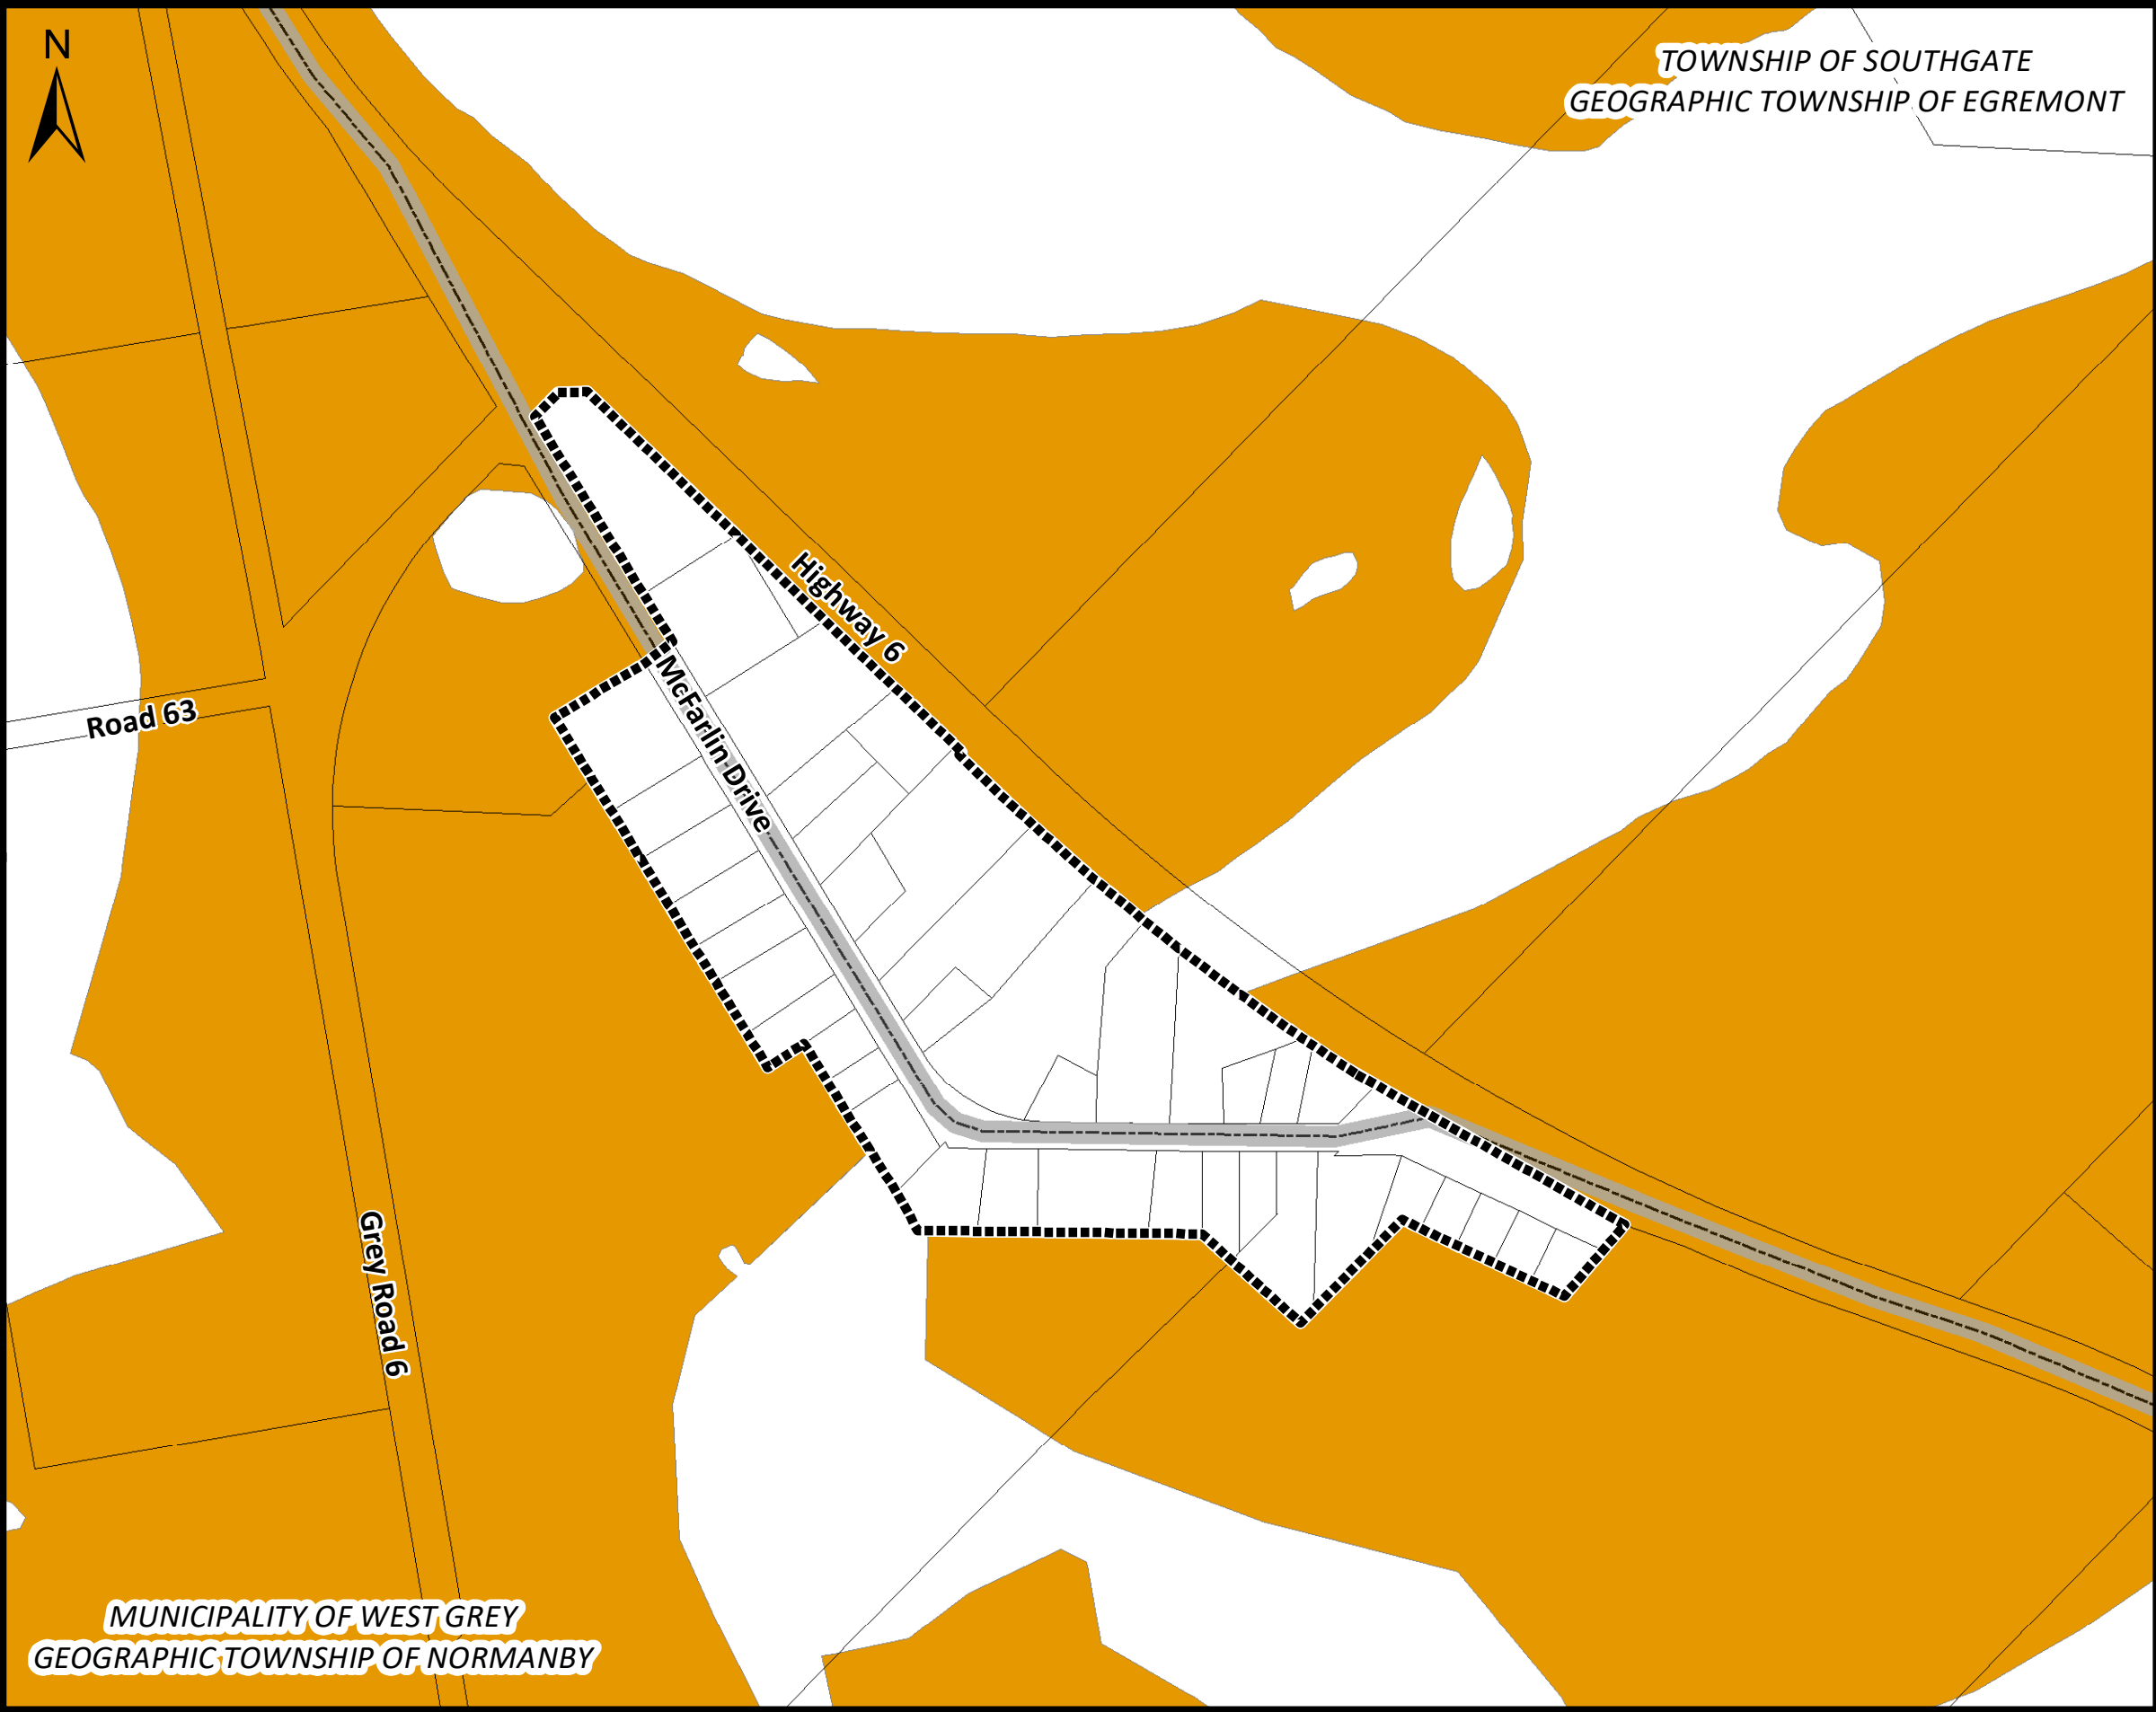 N
TOWNSHIP OF SOUTHGATE
GEOGRAPHIC TOWNSHIP OF EGREMONT
Highway 6
McFarlin Drive
Road 63
Grey Road 6
MUNICIPALITY OF WEST GREY
GEOGRAPHIC TOWNSHIP OF NORMANBY